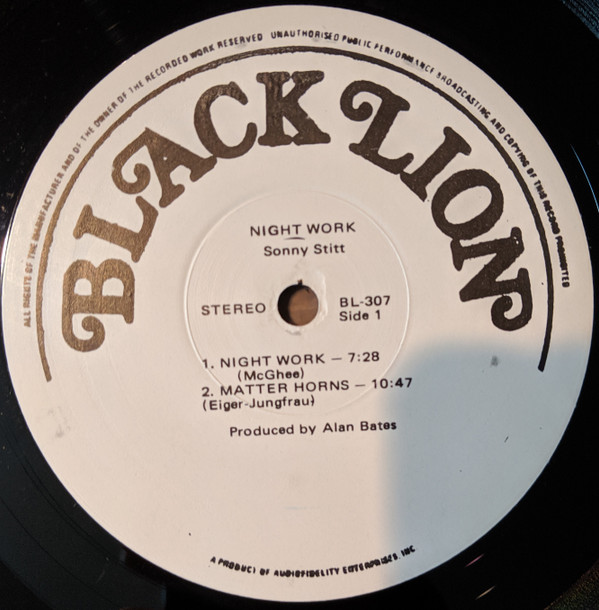 ALL RIGHTS OF THE MANUFACTURER AND OF THE OWNER OF THE RECORDED WORK RESERVED UNAUTHORISED PUBLIC PERFORMANCE BROADCASTING AND COPYING OF THIS RECORD PROHIBITED
BLACK LION
NIGHT WORK
Sonny Stitt
STEREO
BL-307
Side 1
1. NIGHT WORK — 7:28
(McGhee)
2. MATTER HORNS — 10:47
(Eiger-Jungfrau)
Produced by Alan Bates
A PRODUCT OF AUDIOFIDELITY ENTERPRISES, INC.